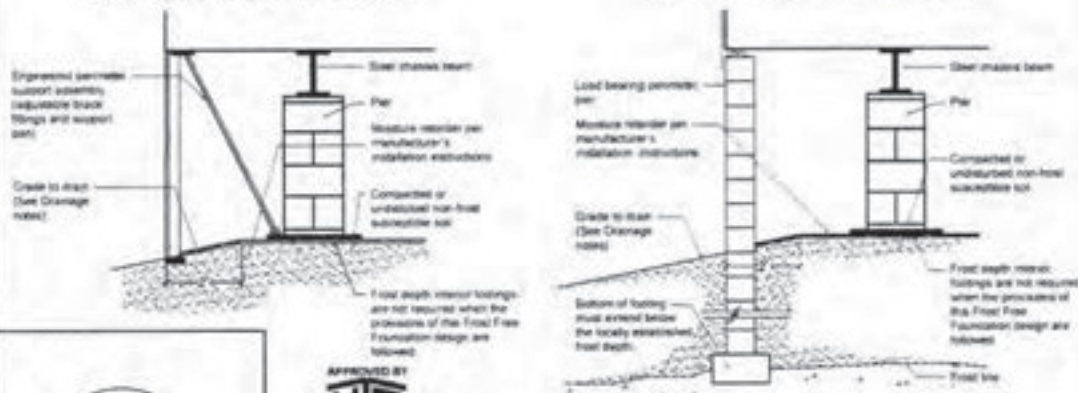 Engineered perimeter
support assembly
(adjustable brace
fittings and support
pan)
Grade to drain
(See Drainage
notes)
Steel chassis beam
Pier
Moisture retarder per
manufacturer's
installation instructions
Compacted or
undisturbed non-frost
susceptible soil
Frost depth interior footings
are not required when the
provisions of this Frost Free
Foundation design are
followed
APPROVED BY
Load bearing perimeter
pier
Moisture retarder per
manufacturer's
installation instructions
Grade to drain
(See Drainage
notes)
Bottom of footing
must extend below
the locally established
frost depth
Steel chassis beam
Pier
Compacted or
undisturbed non-frost
susceptible soil
Frost depth interior
footings are not required
when the provisions of
this Frost Free
Foundation design are
followed
Frost line